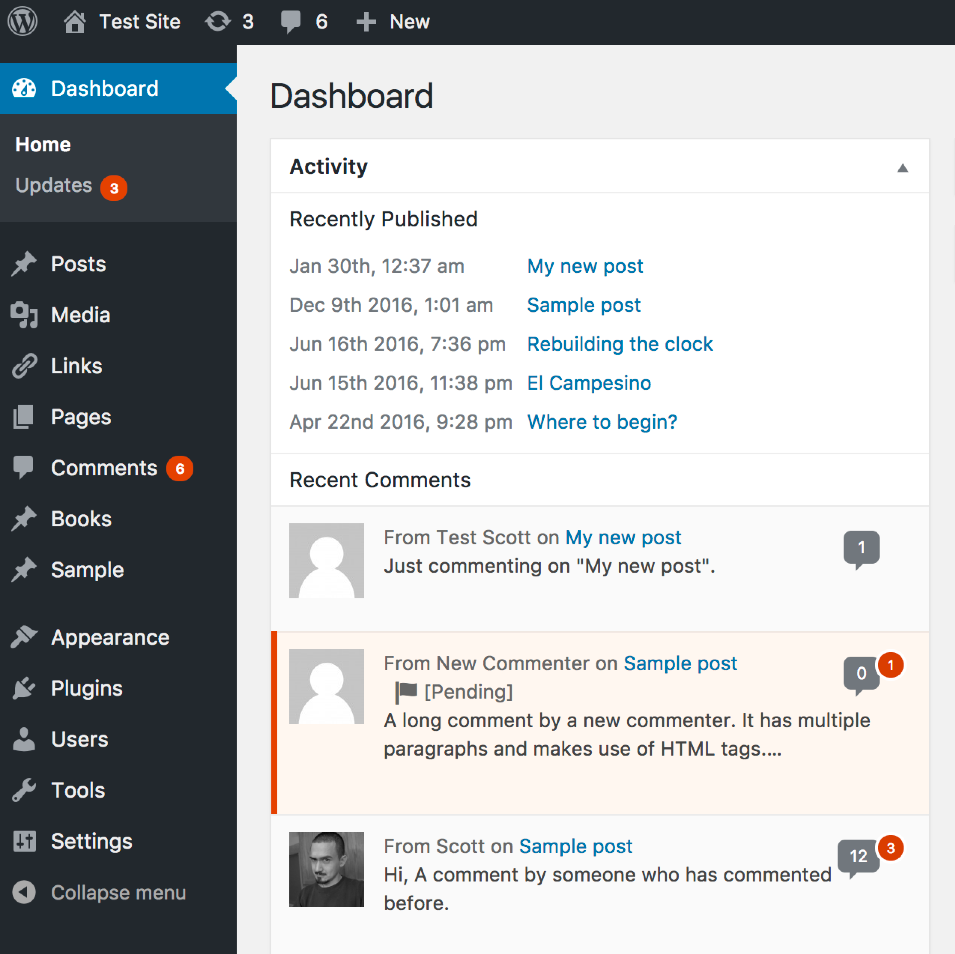 Test Site 3 6 New
Dashboard
Home
Updates 3
Posts
Media
Links
Pages
Comments 6
Books
Sample
Appearance
Plugins
Users
Tools
Settings
Collapse menu
Dashboard
Activity
Recently Published
Jan 30th, 12:37 am My new post
Dec 9th 2016, 1:01 am Sample post
Jun 16th 2016, 7:36 pm Rebuilding the clock
Jun 15th 2016, 11:38 pm El Campesino
Apr 22nd 2016, 9:28 pm Where to begin?
Recent Comments
From Test Scott on My new post 1
Just commenting on "My new post".
From New Commenter on Sample post 0 1
[Pending]
A long comment by a new commenter. It has multiple
paragraphs and makes use of HTML tags.…
From Scott on Sample post 12 3
Hi, A comment by someone who has commented
before.